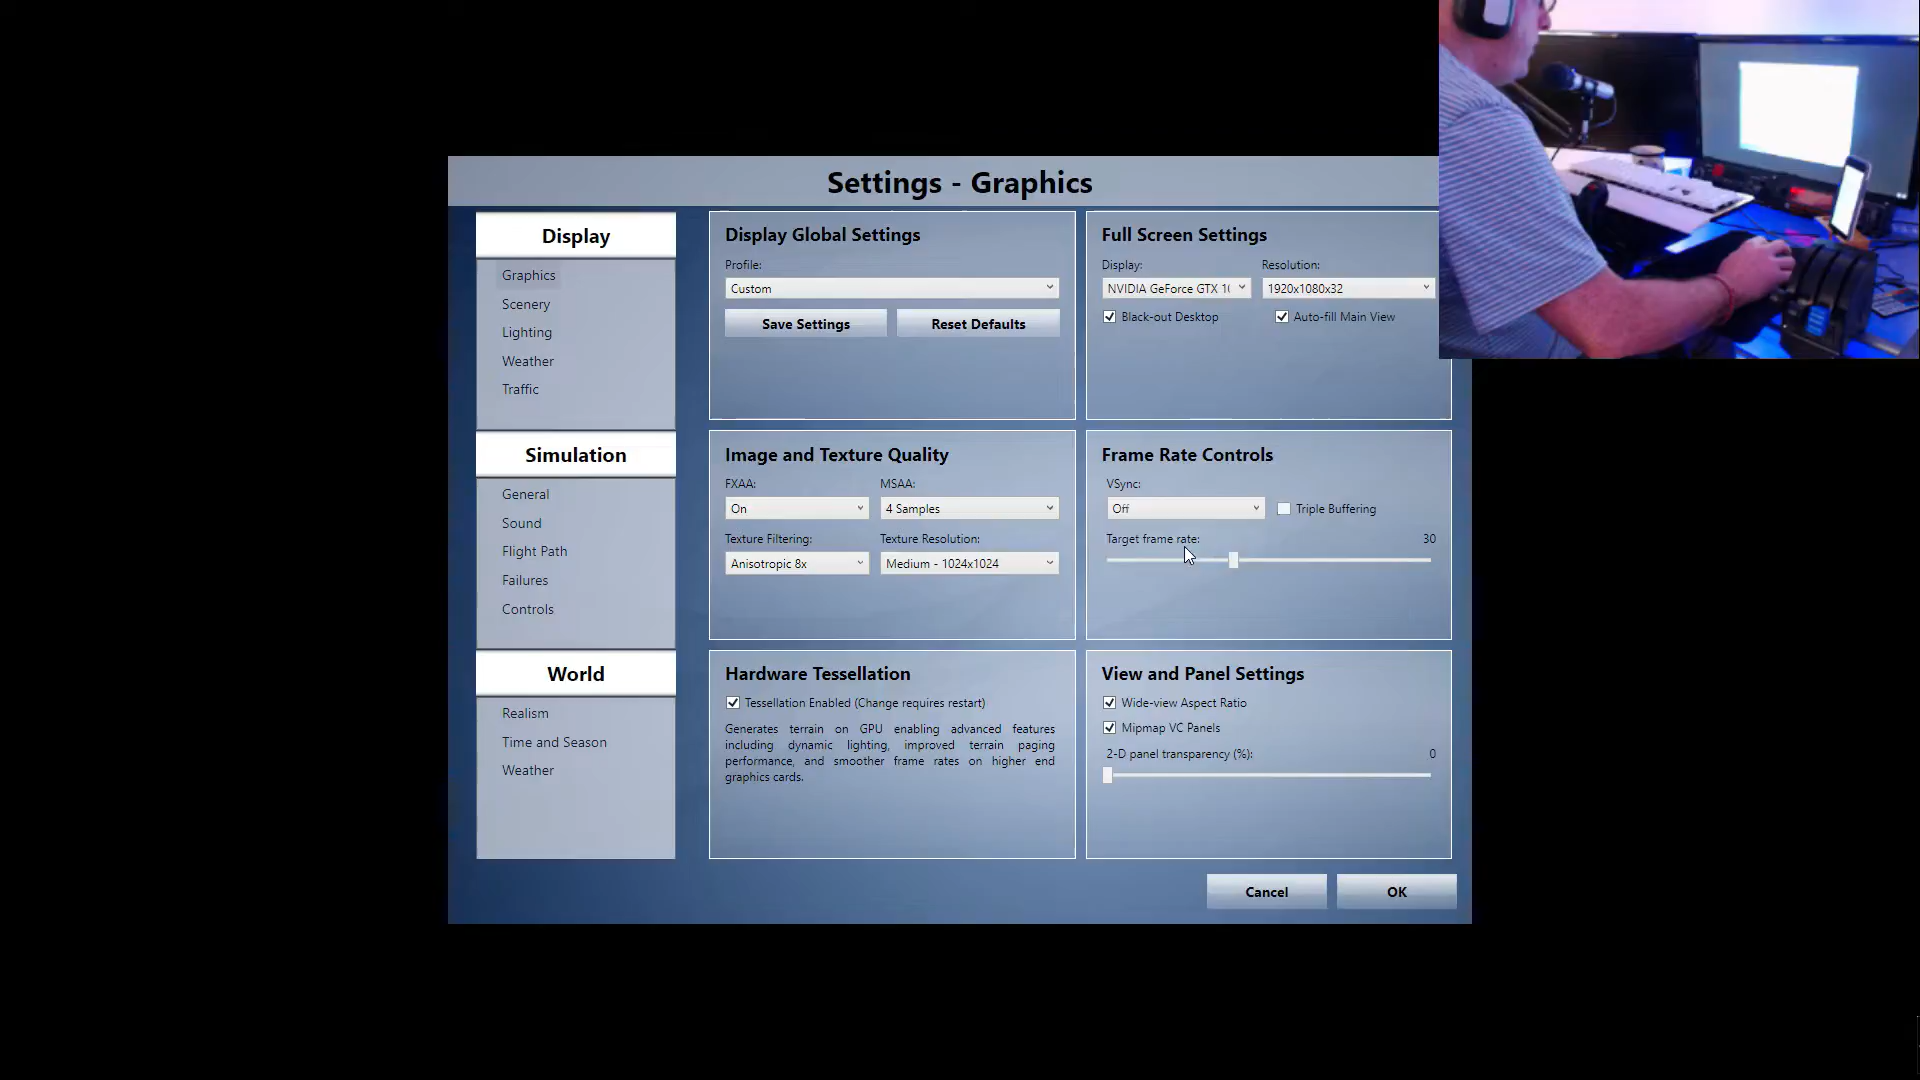 Settings - Graphics
Display
Graphics
Scenery
Lighting
Weather
Traffic
Simulation
General
Sound
Flight Path
Failures
Controls
World
Realism
Time and Season
Weather
Display Global Settings
Profile:
Custom
Save Settings
Reset Defaults
Full Screen Settings
Display:
Resolution:
NVIDIA GeForce GTX 10
1920x1080x32
Black-out Desktop
Auto-fill Main View
Image and Texture Quality
FXAA:
MSAA:
On
4 Samples
Texture Filtering:
Texture Resolution:
Anisotropic 8x
Medium - 1024x1024
Frame Rate Controls
VSync:
Off
Triple Buffering
Target frame rate:
30
Hardware Tessellation
Tessellation Enabled (Change requires restart)
Generates terrain on GPU enabling advanced features
including dynamic lighting, improved terrain paging
performance, and smoother frame rates on higher end
graphics cards.
View and Panel Settings
Wide-view Aspect Ratio
Mipmap VC Panels
2-D panel transparency (%):
0
Cancel
OK